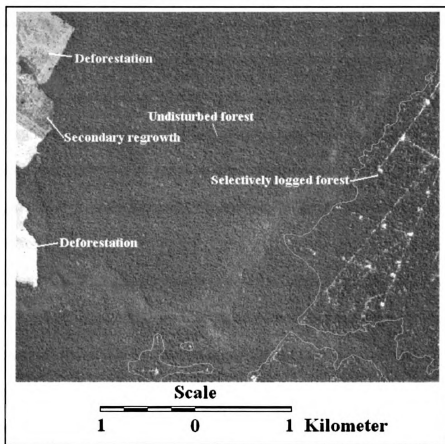 Deforestation
Undisturbed forest
Secondary regrowth
Selectively logged forest
Deforestation
Scale
1 0 1 Kilometer